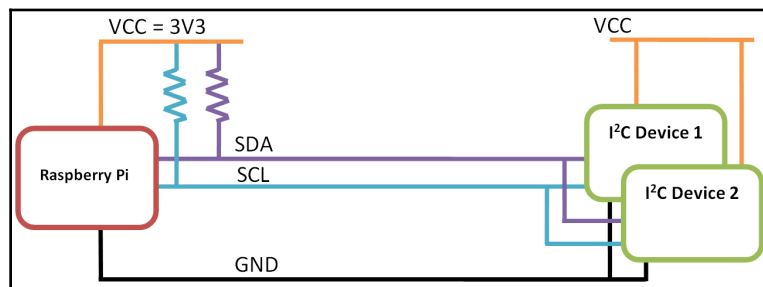 VCC = 3V3
VCC
I²C Device 1
SDA
Raspberry Pi
SCL
I²C Device 2
GND